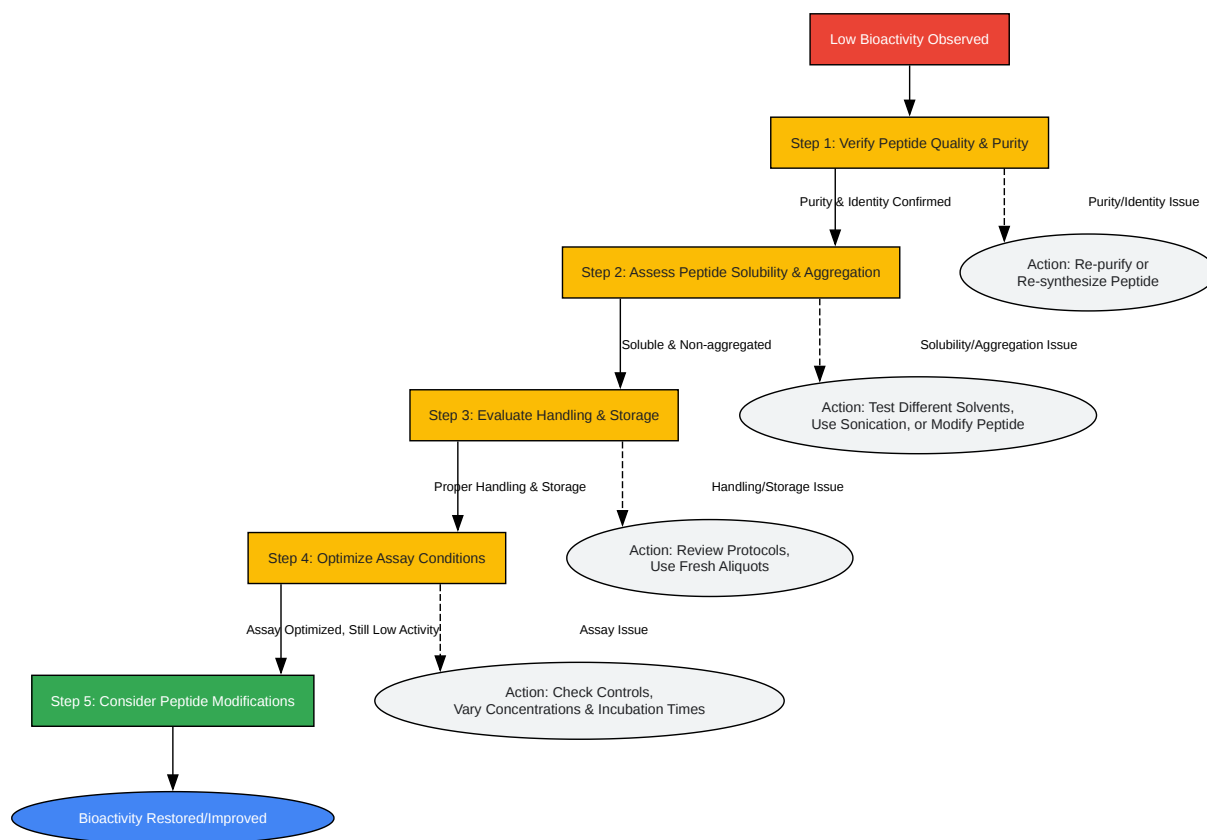 Low Bioactivity Observed
Step 1: Verify Peptide Quality & Purity
Purity & Identity Confirmed
Purity/Identity Issue
Step 2: Assess Peptide Solubility & Aggregation
Action: Re-purify or
Re-synthesize Peptide
Soluble & Non-aggregated
Solubility/Aggregation Issue
Step 3: Evaluate Handling & Storage
Action: Test Different Solvents,
Use Sonication, or Modify Peptide
Proper Handling & Storage
Handling/Storage Issue
Step 4: Optimize Assay Conditions
Action: Review Protocols,
Use Fresh Aliquots
Assay Optimized, Still Low Activity
Assay Issue
Step 5: Consider Peptide Modifications
Action: Check Controls,
Vary Concentrations & Incubation Times
Bioactivity Restored/Improved